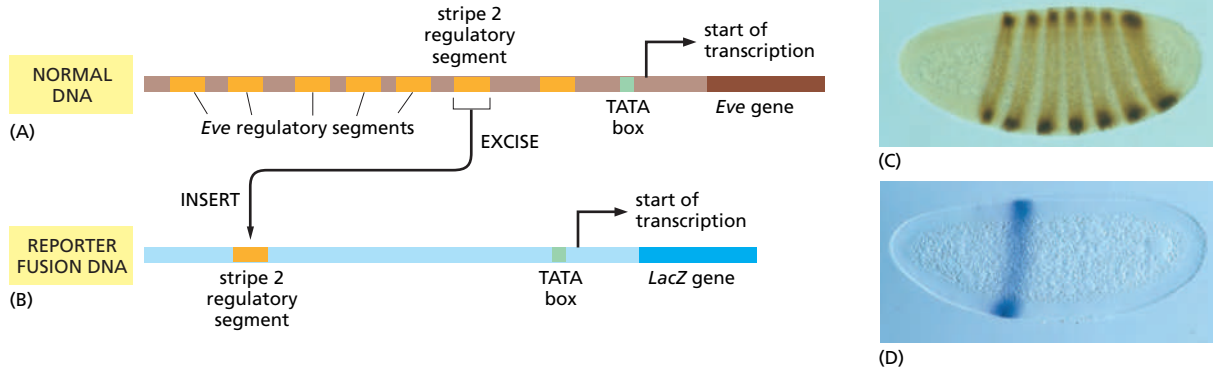 stripe 2
regulatory
segment
start of
transcription
NORMAL
DNA
Eve regulatory segments
TATA
box
Eve gene
(A)
EXCISE
(C)
INSERT
start of
transcription
REPORTER
FUSION DNA
stripe 2
regulatory
segment
TATA
box
LacZ gene
(B)
(D)